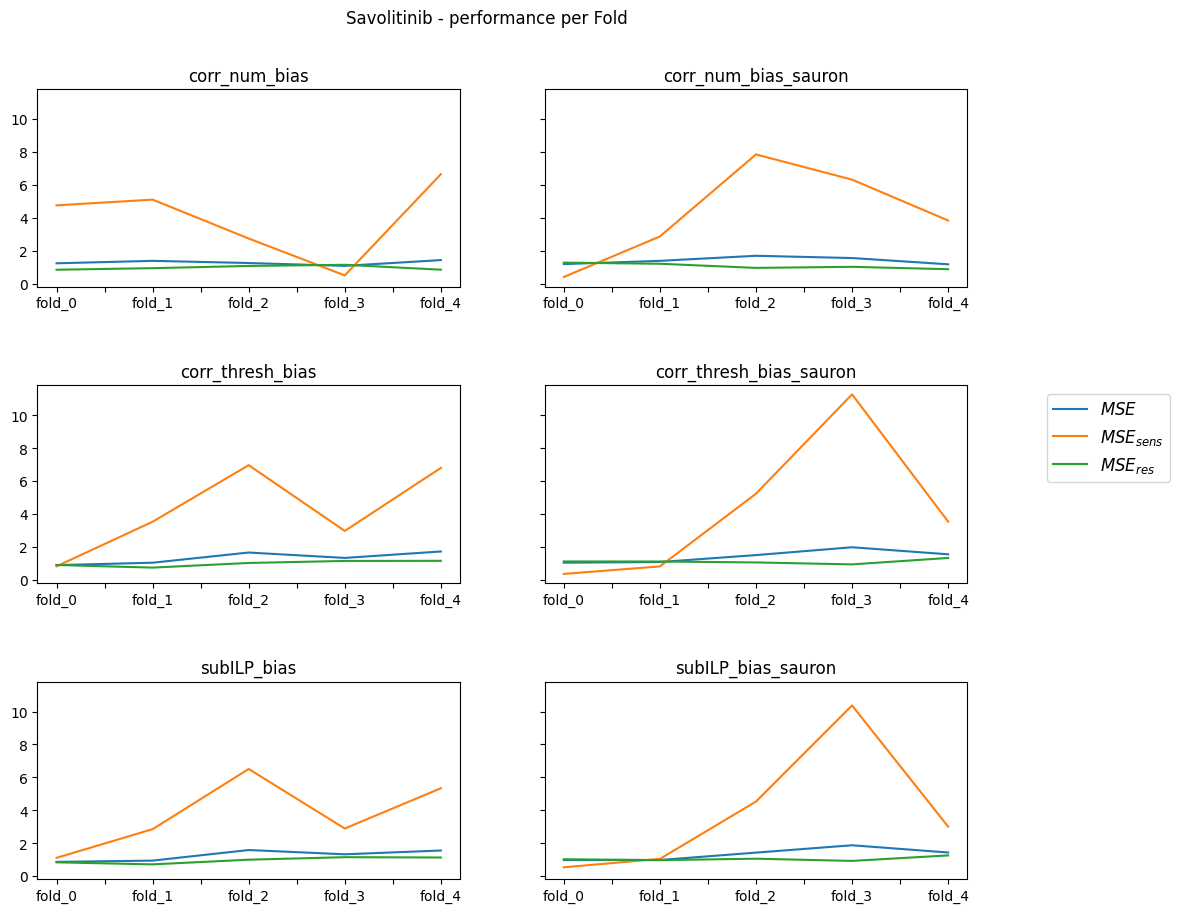 Savolitinib - performance per Fold
corr_num_bias
corr_num_bias_sauron
10
8
6
4
2
0
fold_0 fold_1 fold_2 fold_3 fold_4
fold_0 fold_1 fold_2 fold_3 fold_4
corr_thresh_bias
corr_thresh_bias_sauron
10
8
6
4
2
0
fold_0 fold_1 fold_2 fold_3 fold_4
fold_0 fold_1 fold_2 fold_3 fold_4
MSE
MSE_sens
MSE_res
subILP_bias
subILP_bias_sauron
10
8
6
4
2
0
fold_0 fold_1 fold_2 fold_3 fold_4
fold_0 fold_1 fold_2 fold_3 fold_4